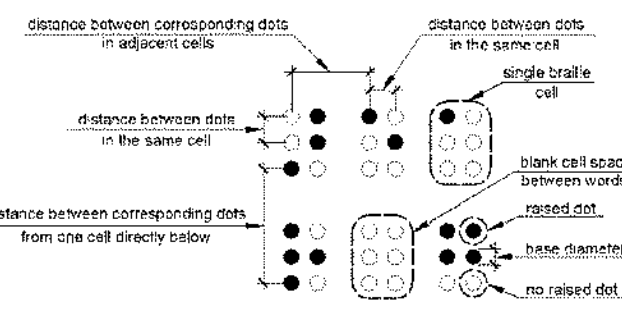 distance between corresponding dots
in adjacent cells
distance between dots
in the same cell
single braille
cell
distance between dots
in the same cell
blank cell spac
between words
raised dot
stance between corresponding dots
from one cell directly below
base diameter
no raised dot